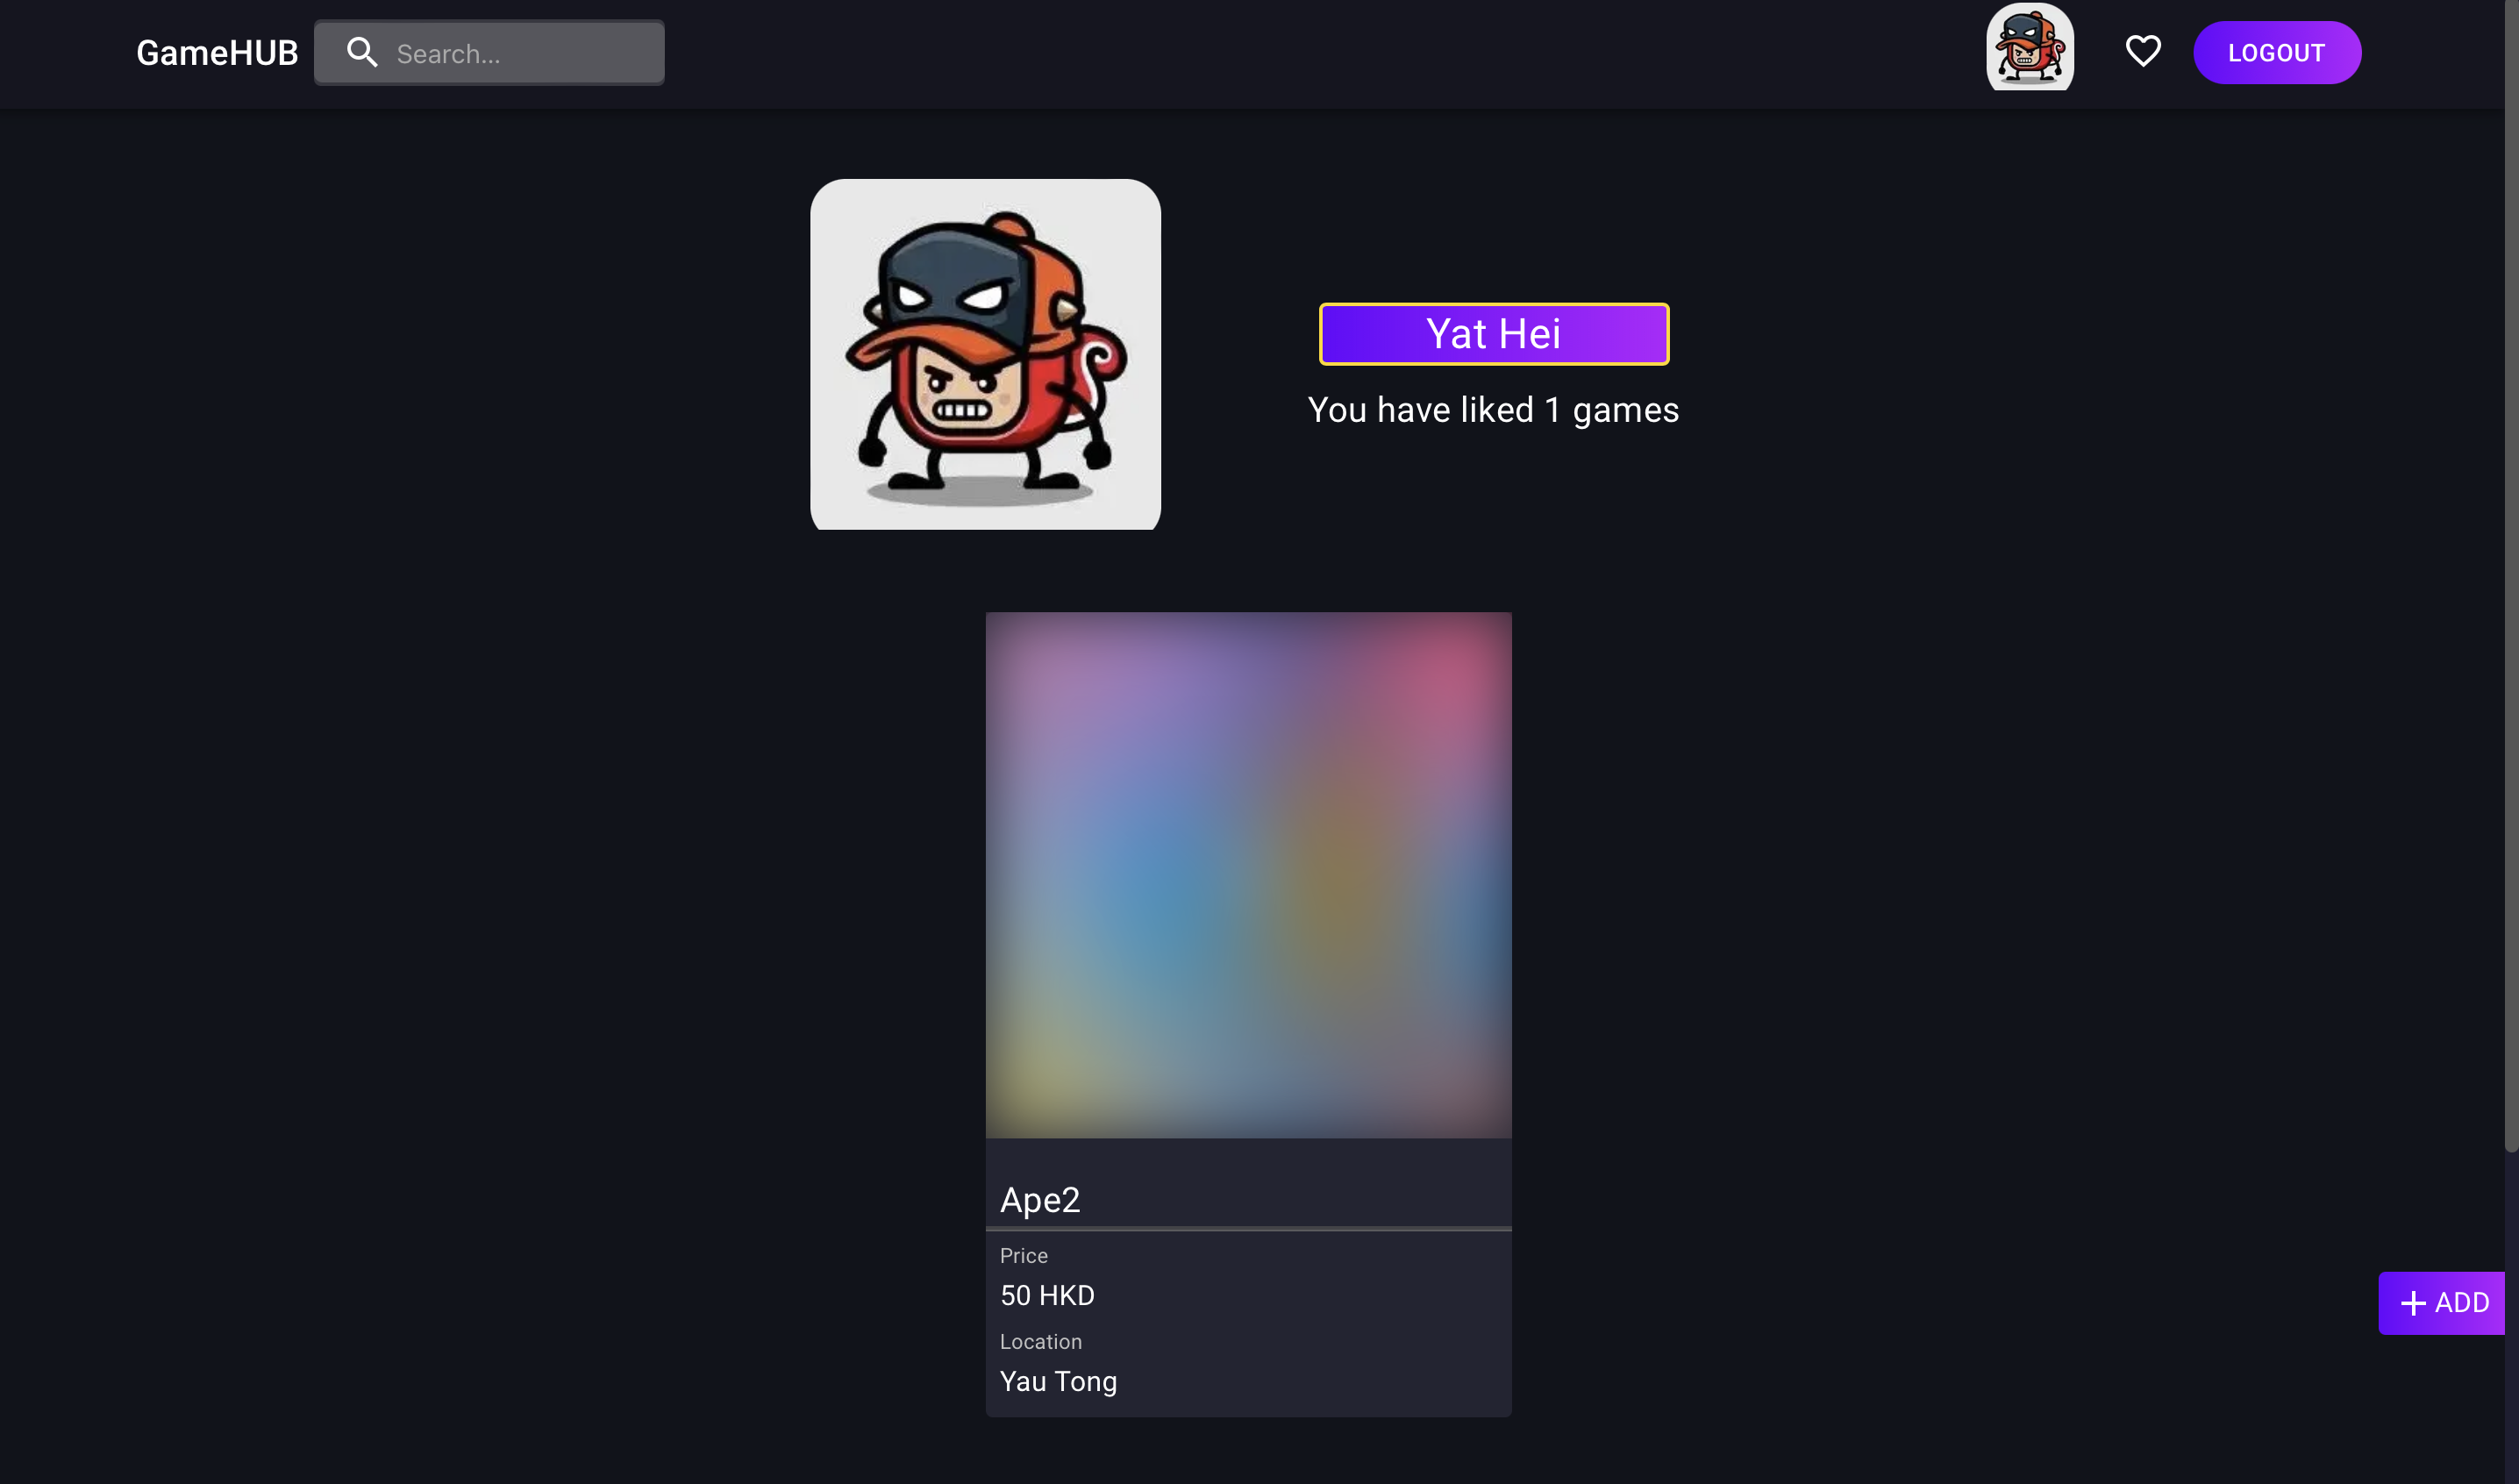 GameHUB
Search...
LOGOUT
Yat Hei
You have liked 1 games
Ape2
Price
50 HKD
Location
Yau Tong
ADD